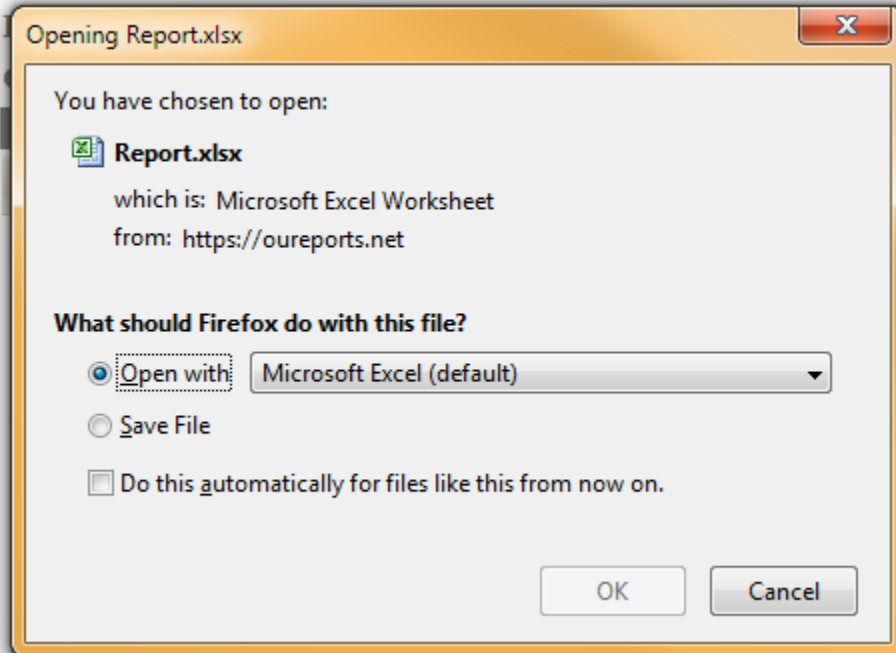 Opening Report.xlsx
You have chosen to open:
Report.xlsx
which is: Microsoft Excel Worksheet
from: https://oureports.net
What should Firefox do with this file?
Open with Microsoft Excel (default)
Save File
Do this automatically for files like this from now on.
OK Cancel